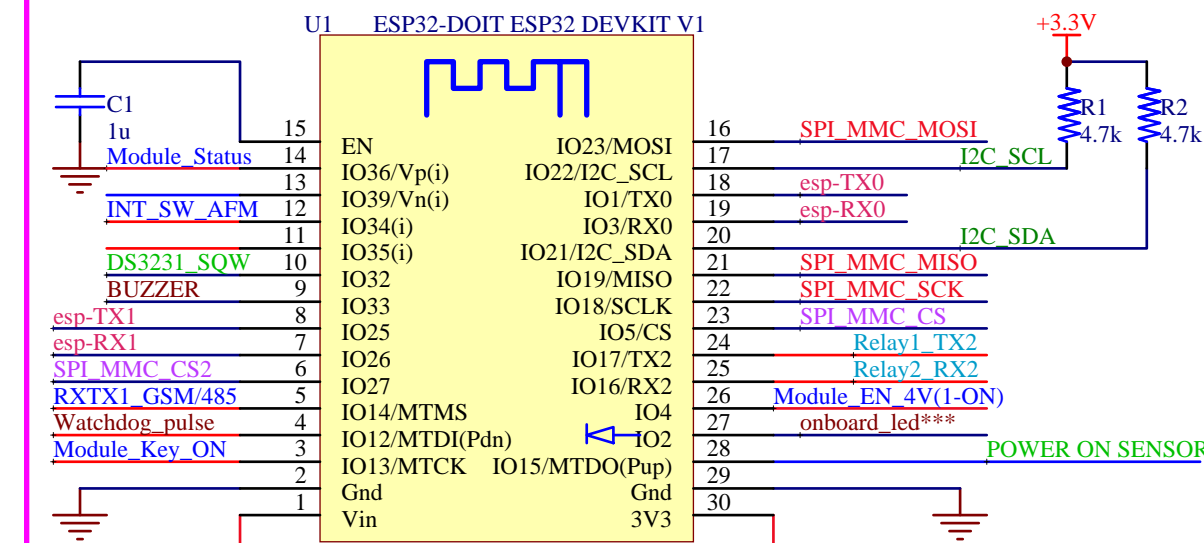 U1 ESP32-DOIT ESP32 DEVKIT V1
+3.3V
C1
1u
R1
4.7k
R2
4.7k
15 EN IO23/MOSI 16 SPI_MMC_MOSI
Module_Status 14 IO36/Vp(i) IO22/I2C_SCL 17 I2C_SCL
13 IO39/Vn(i) IO1/TX0 18 esp-TX0
INT_SW_AFM 12 IO34(i) IO3/RX0 19 esp-RX0
11 IO35(i) IO21/I2C_SDA 20 I2C_SDA
DS3231_SQW 10 IO32 IO19/MISO 21 SPI_MMC_MISO
BUZZER 9 IO33 IO18/SCLK 22 SPI_MMC_SCK
esp-TX1 8 IO25 IO5/CS 23 SPI_MMC_CS
esp-RX1 7 IO26 IO17/TX2 24 Relay1_TX2
SPI_MMC_CS2 6 IO27 IO16/RX2 25 Relay2_RX2
RXTX1_GSM/485 5 IO14/MTMS IO4 26 Module_EN_4V(1-ON)
Watchdog_pulse 4 IO12/MTDI(Pdn) IO2 27 onboard_led***
Module_Key_ON 3 IO13/MTCK IO15/MTDO(Pup) 28 POWER ON SENSOR
2 Gnd Gnd 29
1 Vin 3V3 30